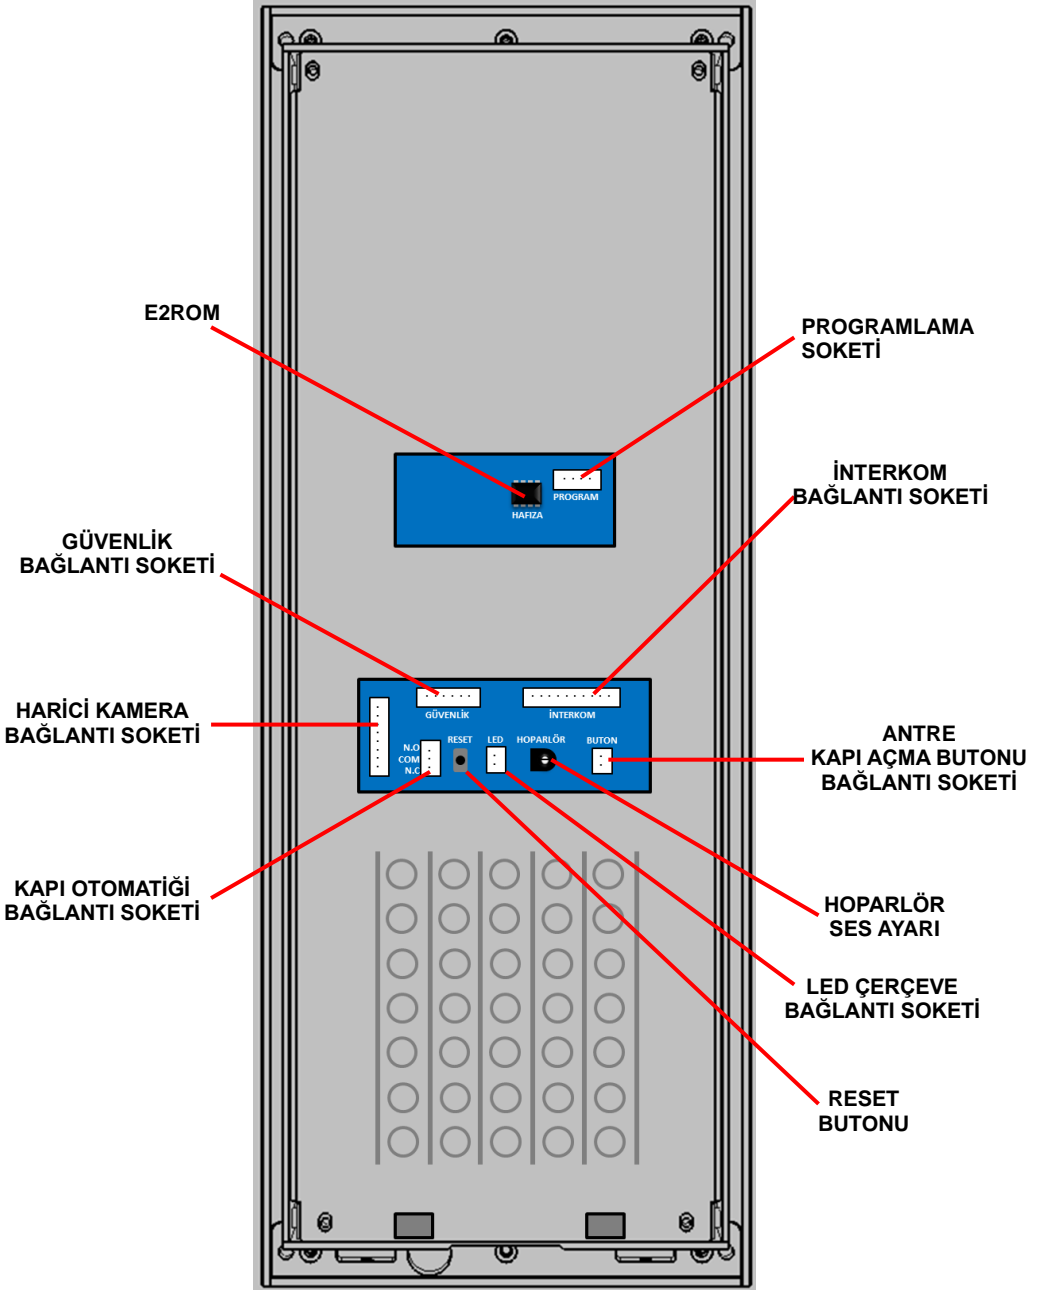 E2ROM
PROGRAMLAMA
SOKETİ
İNTERKOM
BAĞLANTI SOKETİ
PROGRAM
HAFIZA
GÜVENLİK
BAĞLANTI SOKETİ
HARİCİ KAMERA
BAĞLANTI SOKETİ
GÜVENLİK
İNTERKOM
RESET
LED
HOPARLÖR
BUTON
N.O
COM
N.C
ANTRE
KAPI AÇMA BUTONU
BAĞLANTI SOKETİ
KAPI OTOMATİĞİ
BAĞLANTI SOKETİ
HOPARLÖR
SES AYARI
LED ÇERÇEVE
BAĞLANTI SOKETİ
RESET
BUTONU